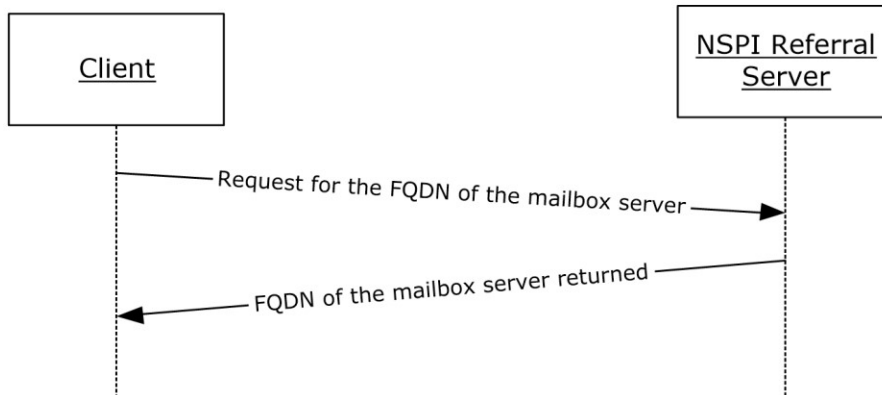 Client
NSPI Referral
Server
Request for the FQDN of the mailbox server
FQDN of the mailbox server returned